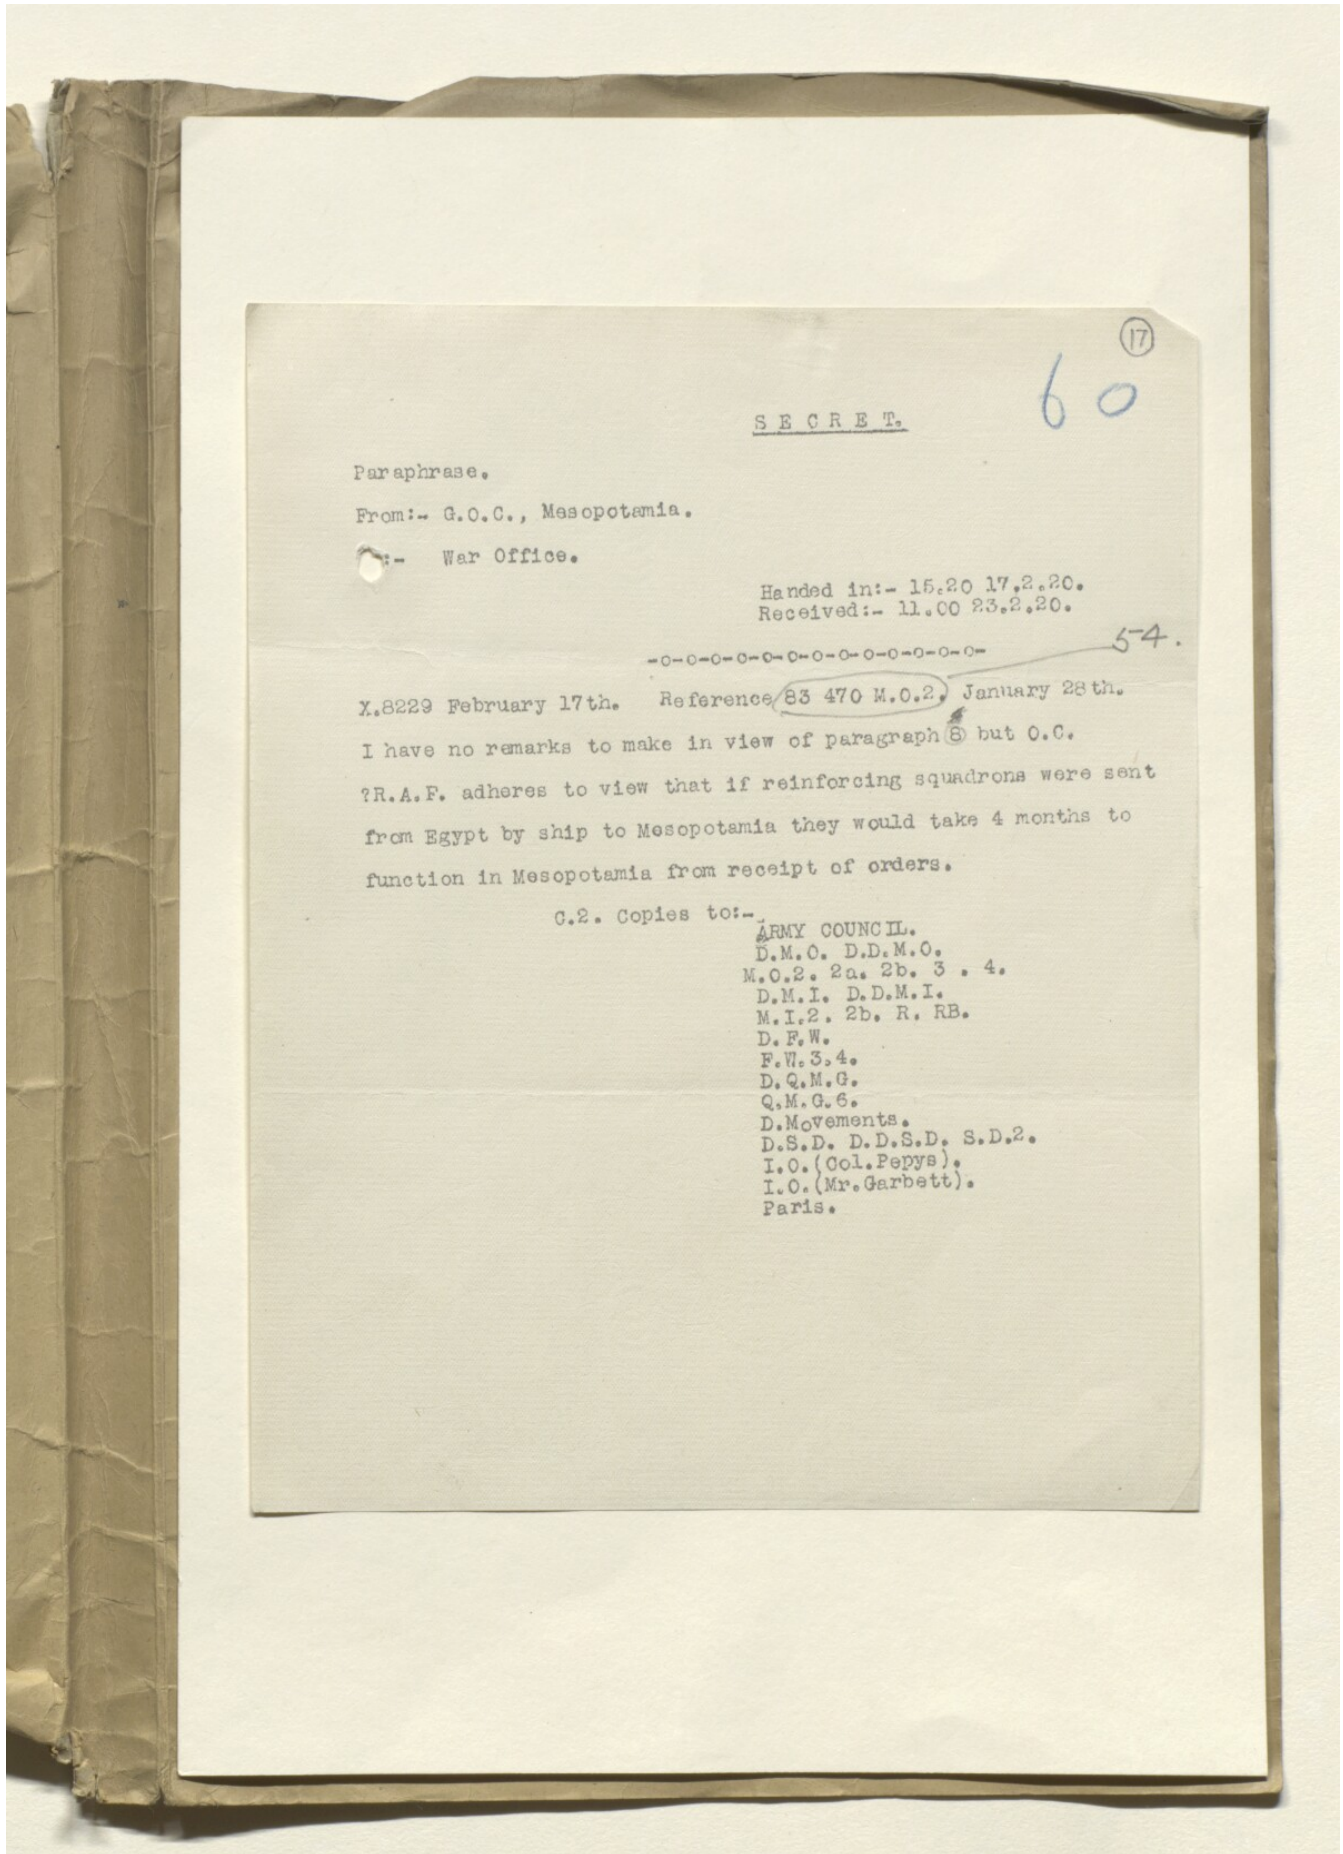 17
60
S E C R E T.
Paraphrase.
From:- G.O.C., Mesopotamia.
:- War Office.
Handed in:- 15.20 17.2.20.
Received:- 11.00 23.2.20.
54.
-o-o-o-o-o-o-o-o-o-o-o-o-o-
X.8229 February 17th. Reference 83 470 M.O.2. January 28th.
I have no remarks to make in view of paragraph 8 but O.C.
?R.A.F. adheres to view that if reinforcing squadrons were sent
from Egypt by ship to Mesopotamia they would take 4 months to
function in Mesopotamia from receipt of orders.
C.2. Copies to:-
ARMY COUNCIL.
D.M.O. D.D.M.O.
M.O.2. 2a. 2b. 3 . 4.
D.M.I. D.D.M.I.
M.I.2. 2b. R. RB.
D.F.W.
F.W.3.4.
D.Q.M.G.
Q.M.G.6.
D.Movements.
D.S.D. D.D.S.D. S.D.2.
I.O.(Col.Pepys).
I.O.(Mr.Garbett).
Paris.